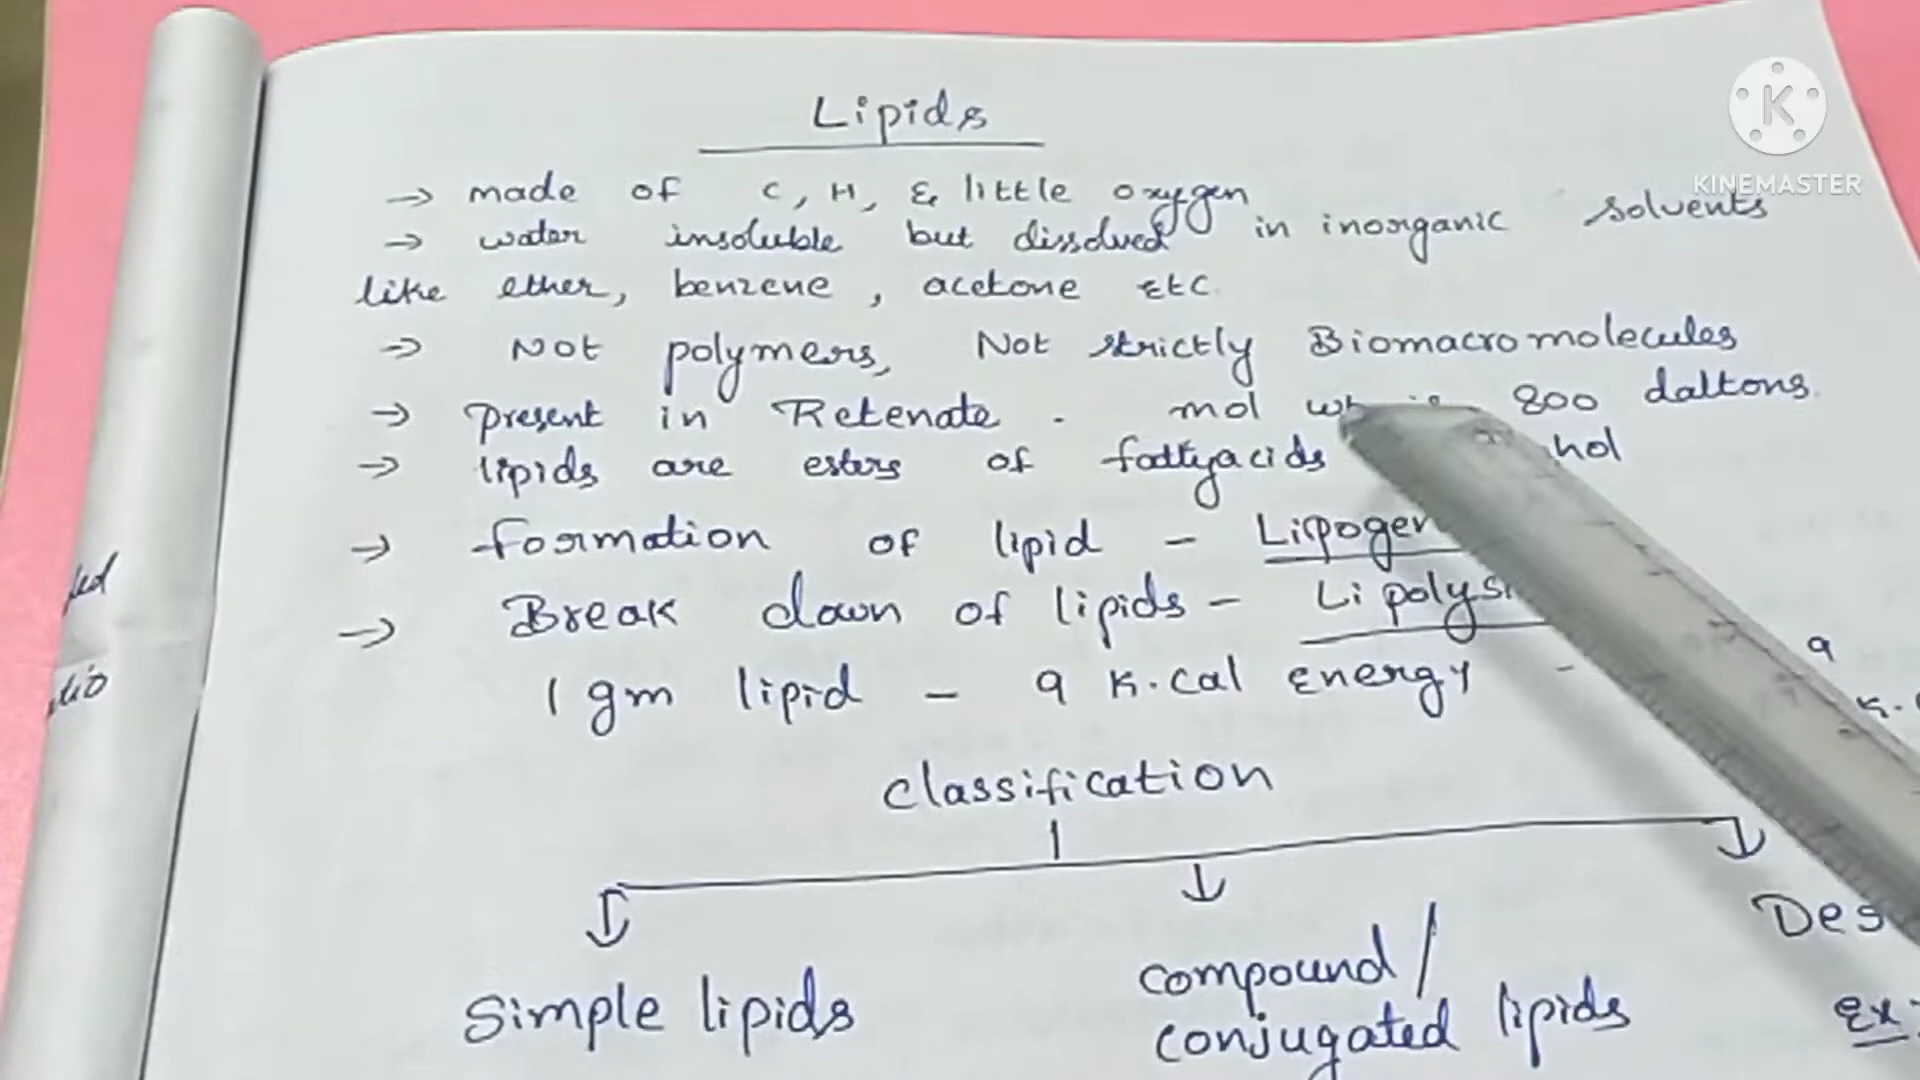 Lipids
K
KINEMASTER
→ made of C, H, & little oxygen
→ water insoluble but dissolved in inorganic solvents
like ether, benzene, acetone etc.
→ Not polymers, Not strictly Biomacromolecules
→ present in Retenate. mol wt is 800 daltons.
→ lipids are esters of fattyacids hol
→ Formation of lipid - Lipogen
→ Break down of lipids - Lipolys
1 gm lipid - 9 K.cal energy - 9
K.
classification
Simple lipids
compound/
conjugated lipids
Des
Ex: